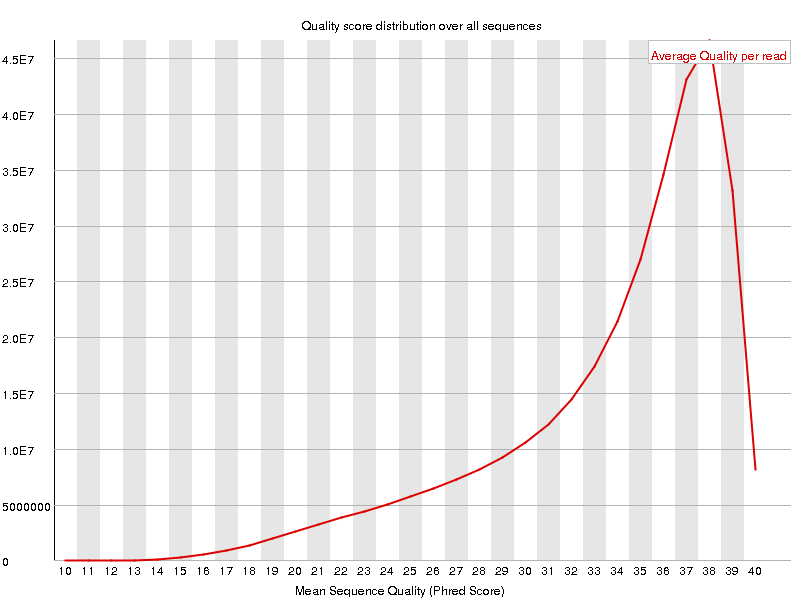 Quality score distribution over all sequences
Average Quality per read
4.5E7
4.0E7
3.5E7
3.0E7
2.5E7
2.0E7
1.5E7
1.0E7
5000000
0
10 11 12 13 14 15 16 17 18 19 20 21 22 23 24 25 26 27 28 29 30 31 32 33 34 35 36 37 38 39 40
Mean Sequence Quality (Phred Score)